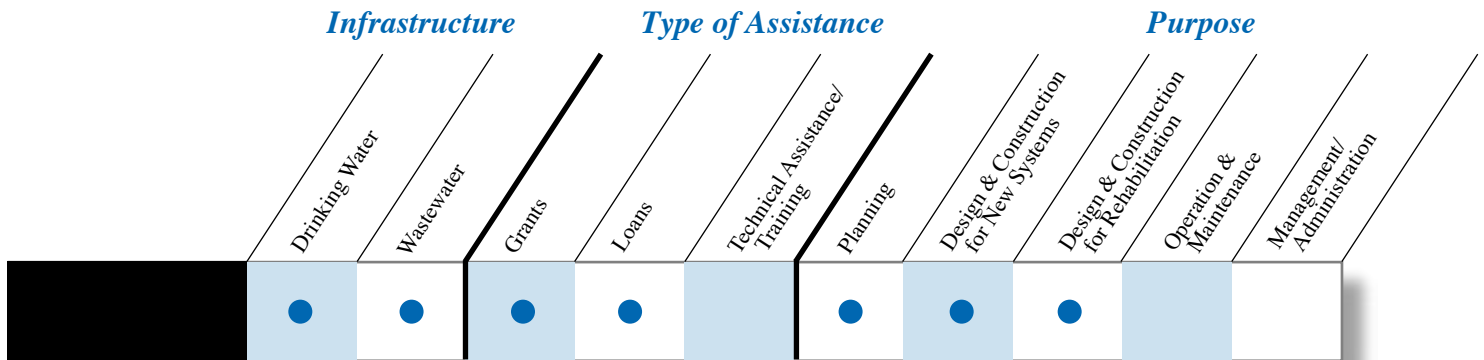 Infrastructure
Type of Assistance
Purpose
Drinking Water
Wastewater
Grants
Loans
Technical Assistance/
Training
Planning
Design & Construction
for New Systems
Design & Construction
for Rehabilitation
Operation &
Maintenance
Management/
Administration